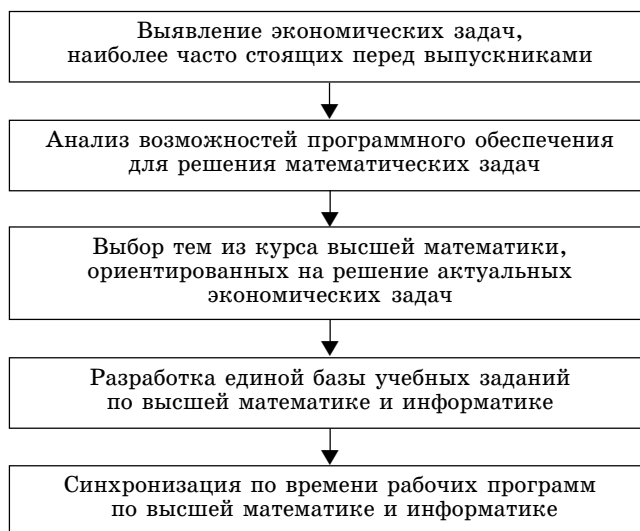 Выявление экономических задач,
наиболее часто стоящих перед выпускниками
Анализ возможностей программного обеспечения
для решения математических задач
Выбор тем из курса высшей математики,
ориентированных на решение актуальных
экономических задач
Разработка единой базы учебных заданий
по высшей математике и информатике
Синхронизация по времени рабочих программ
по высшей математике и информатике